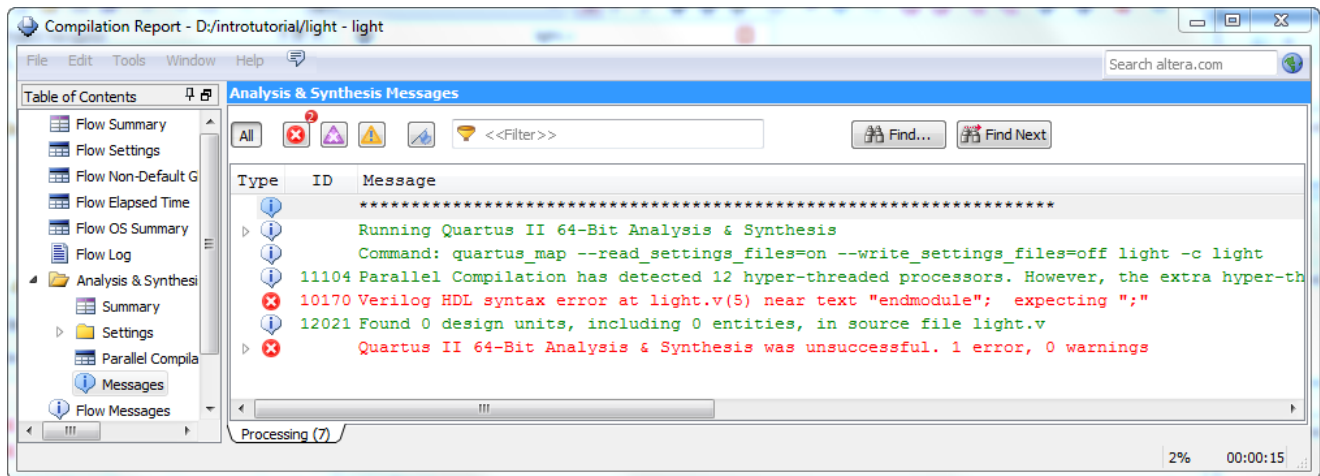 Compilation Report - D:/introtutorial/light - light
File Edit Tools Window Help
Search altera.com
Table of Contents
Flow Summary
Flow Settings
Flow Non-Default G
Flow Elapsed Time
Flow OS Summary
Flow Log
Analysis & Synthesi
Summary
Settings
Parallel Compila
Messages
Flow Messages
Analysis & Synthesis Messages
All 2 <<Filter>> Find... Find Next
Type ID Message
********************************************************************
Running Quartus II 64-Bit Analysis & Synthesis
Command: quartus_map --read_settings_files=on --write_settings_files=off light -c light
11104 Parallel Compilation has detected 12 hyper-threaded processors. However, the extra hyper-th
10170 Verilog HDL syntax error at light.v(5) near text "endmodule";  expecting ";"
12021 Found 0 design units, including 0 entities, in source file light.v
Quartus II 64-Bit Analysis & Synthesis was unsuccessful. 1 error, 0 warnings
Processing (7)
2% 00:00:15